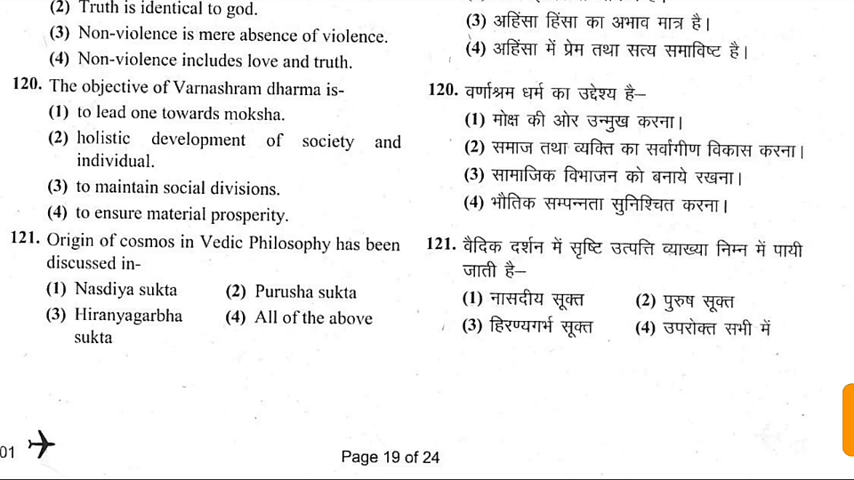 (2) Truth is identical to god.
(3) Non-violence is mere absence of violence.
(4) Non-violence includes love and truth.
120. The objective of Varnashram dharma is-
(1) to lead one towards moksha.
(2) holistic development of society and
individual.
(3) to maintain social divisions.
(4) to ensure material prosperity.
121. Origin of cosmos in Vedic Philosophy has been
discussed in-
(1) Nasdiya sukta (2) Purusha sukta
(3) Hiranyagarbha (4) All of the above
sukta
(3) अहिंसा हिंसा का अभाव मात्र है।
(4) अहिंसा में प्रेम तथा सत्य समाविष्ट है।
120. वर्णाश्रम धर्म का उद्देश्य है–
(1) मोक्ष की ओर उन्मुख करना।
(2) समाज तथा व्यक्ति का सर्वांगीण विकास करना।
(3) सामाजिक विभाजन को बनाये रखना।
(4) भौतिक सम्पन्नता सुनिश्चित करना।
121. वैदिक दर्शन में सृष्टि उत्पत्ति व्याख्या निम्न में पायी
जाती है–
(1) नासदीय सूक्त (2) पुरुष सूक्त
(3) हिरण्यगर्भ सूक्त (4) उपरोक्त सभी में
01
Page 19 of 24